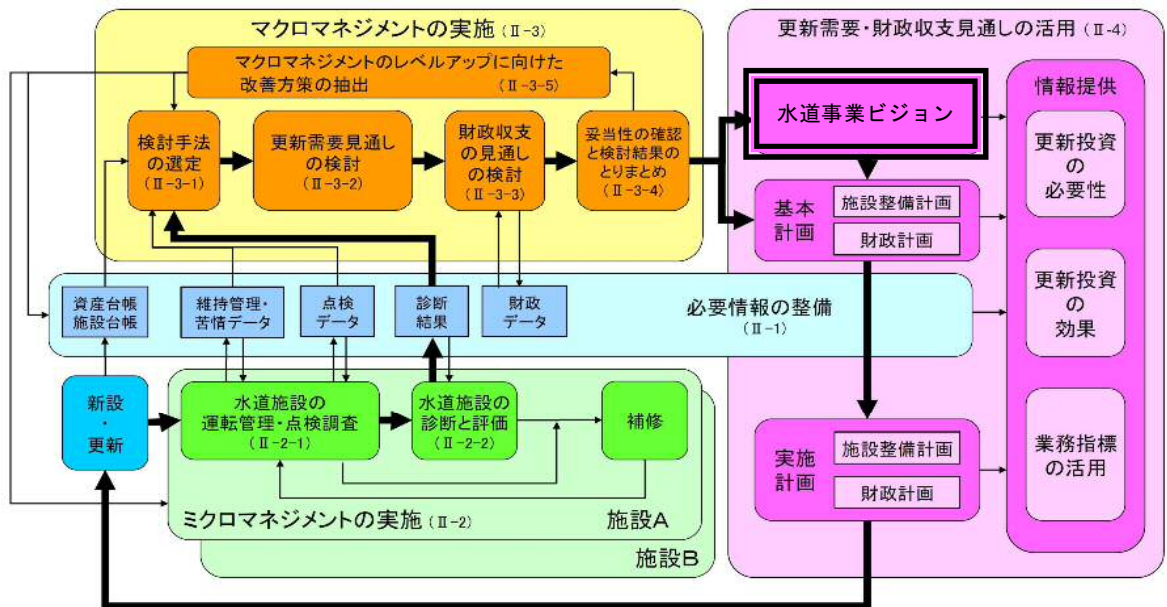 マクロマネジメントの実施(Ⅱ-3)
マクロマネジメントのレベルアップに向けた
改善方策の抽出 (Ⅱ-3-5)
検討手法
の選定
(Ⅱ-3-1)
更新需要見通し
の検討
(Ⅱ-3-2)
財政収支
の見通し
の検討
(Ⅱ-3-3)
妥当性の確認
と検討結果の
とりまとめ
(Ⅱ-3-4)
更新需要・財政収支見通しの活用(Ⅱ-4)
水道事業ビジョン
基本
計画
施設整備計画
財政計画
実施
計画
施設整備計画
財政計画
情報提供
更新投資
の
必要性
更新投資
の
効果
業務指標
の活用
資産台帳
施設台帳
維持管理・
苦情データ
点検
データ
診断
結果
財政
データ
必要情報の整備
(Ⅱ-1)
新設
・
更新
水道施設の
運転管理・点検調査
(Ⅱ-2-1)
水道施設の
診断と評価
(Ⅱ-2-2)
補修
ミクロマネジメントの実施(Ⅱ-2)
施設A
施設B